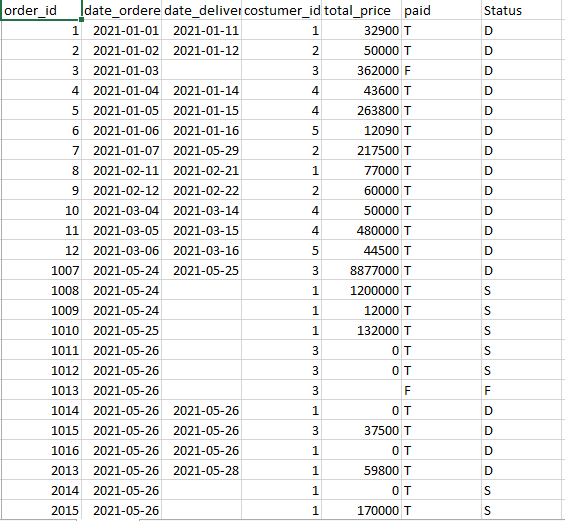 order_id date_ordere date_deliver costumer_id total_price paid Status
1 2021-01-01 2021-01-11 1 32900 T D
2 2021-01-02 2021-01-12 2 50000 T D
3 2021-01-03 3 362000 F D
4 2021-01-04 2021-01-14 4 43600 T D
5 2021-01-05 2021-01-15 4 263800 T D
6 2021-01-06 2021-01-16 5 12090 T D
7 2021-01-07 2021-05-29 2 217500 T D
8 2021-02-11 2021-02-21 1 77000 T D
9 2021-02-12 2021-02-22 2 60000 T D
10 2021-03-04 2021-03-14 4 50000 T D
11 2021-03-05 2021-03-15 4 480000 T D
12 2021-03-06 2021-03-16 5 44500 T D
1007 2021-05-24 2021-05-25 3 8877000 T D
1008 2021-05-24 1 1200000 T S
1009 2021-05-24 1 12000 T S
1010 2021-05-25 1 132000 T S
1011 2021-05-26 3 0 T S
1012 2021-05-26 3 0 T S
1013 2021-05-26 3 F F
1014 2021-05-26 2021-05-26 1 0 T D
1015 2021-05-26 2021-05-26 3 37500 T D
1016 2021-05-26 2021-05-26 1 0 T D
2013 2021-05-26 2021-05-28 1 59800 T D
2014 2021-05-26 1 0 T S
2015 2021-05-26 1 170000 T S